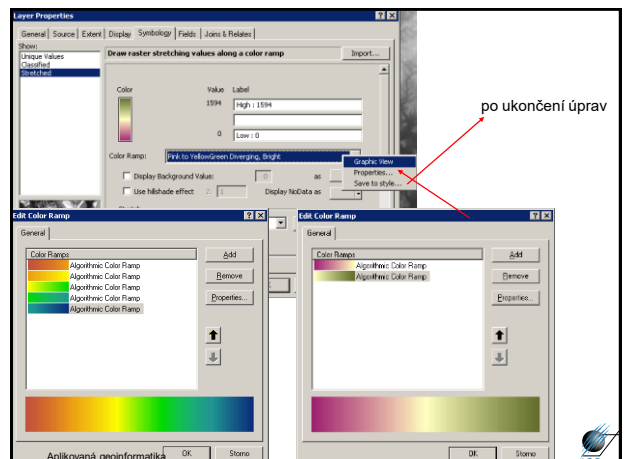 Layer Properties
General Source Extent Display Symbology Fields Joins & Relates
Show:
Unique Values
Classified
Stretched
Draw raster stretching values along a color ramp
Import...
Color Value Label
1594 High : 1594
0 Low : 0
Color Ramp: Pink to YellowGreen Diverging, Bright
Display Background Value: 0 as
Use hillshade effect Z: 1 Display NoData as
Graphic View
Properties...
Save to style...
po ukončení úprav
Edit Color Ramp
General
Color Ramps
Algorithmic Color Ramp
Algorithmic Color Ramp
Algorithmic Color Ramp
Algorithmic Color Ramp
Algorithmic Color Ramp
Add
Remove
Properties...
OK Storno
Edit Color Ramp
General
Color Ramps
Algorithmic Color Ramp
Algorithmic Color Ramp
Add
Remove
Properties...
OK Storno
Aplikovaná geoinformatika